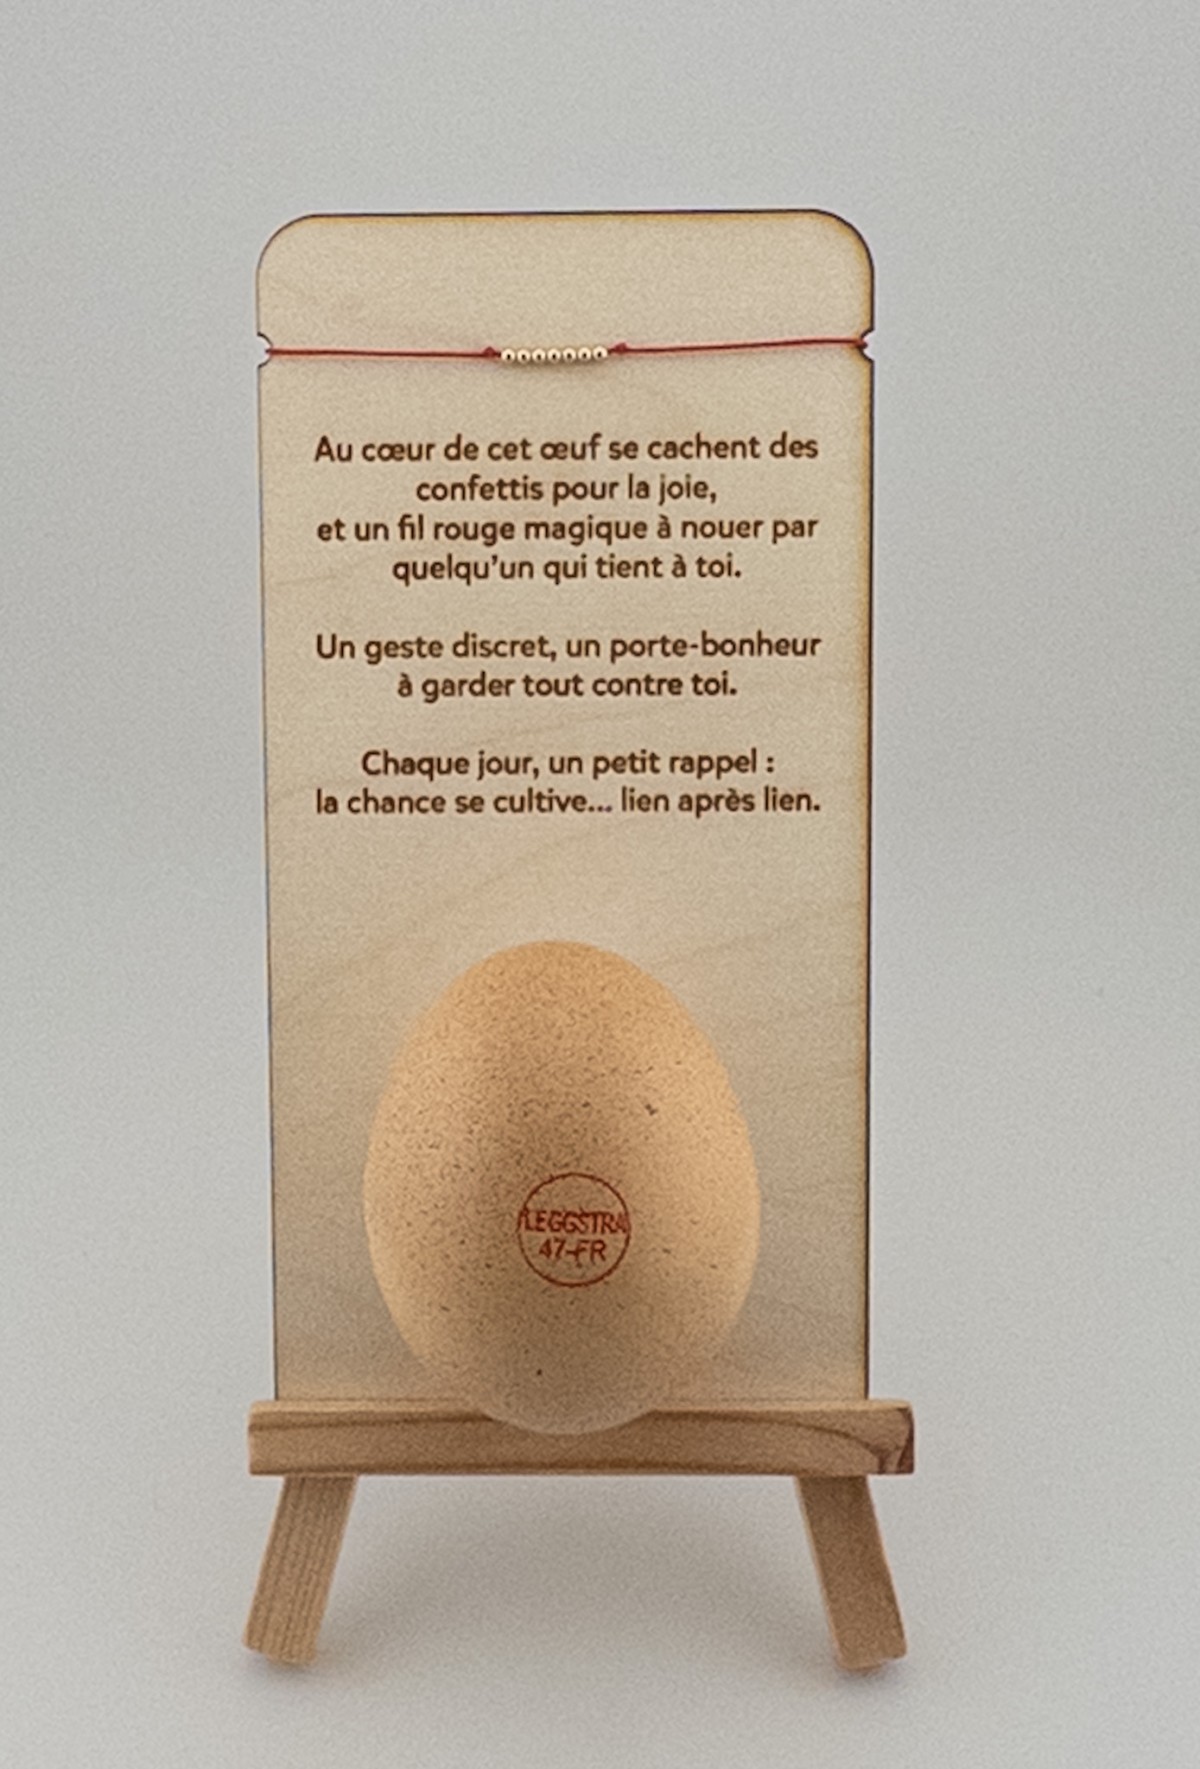 Au cœur de cet œuf se cachent des
confettis pour la joie,
et un fil rouge magique à nouer par
quelqu'un qui tient à toi.
Un geste discret, un porte-bonheur
à garder tout contre toi.
Chaque jour, un petit rappel :
la chance se cultive... lien après lien.
LEGGSTRA
47-FR